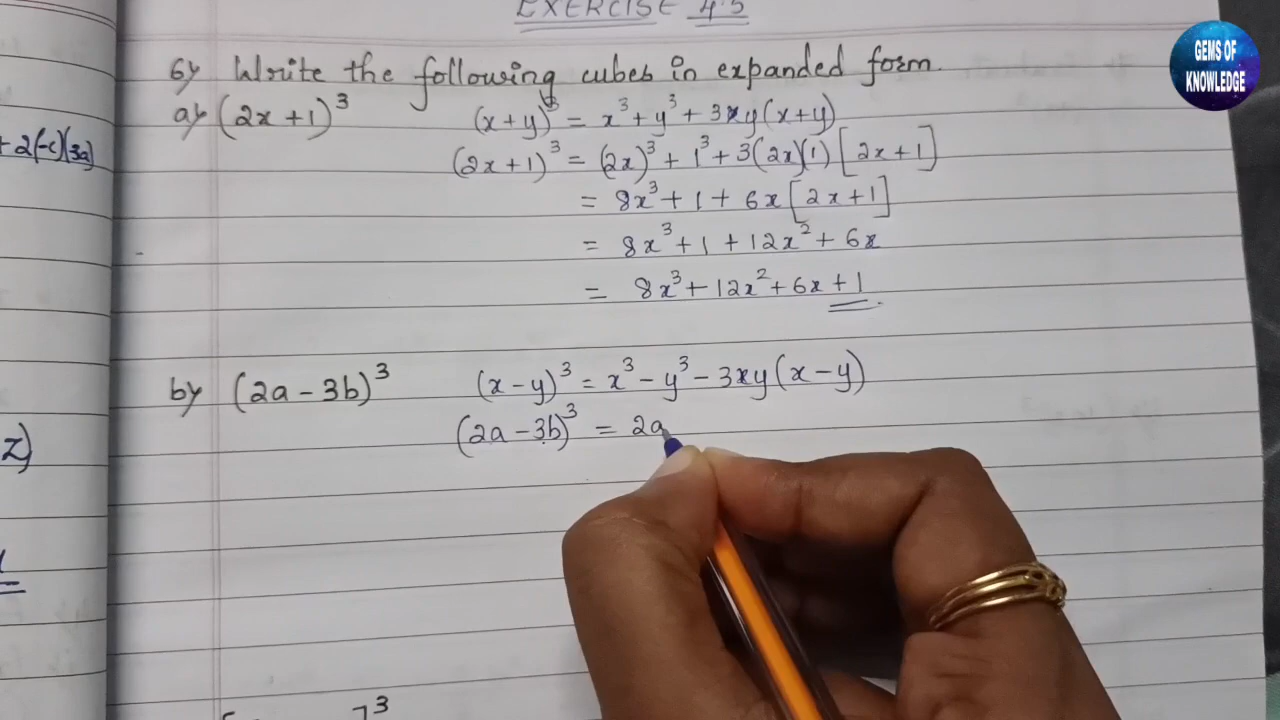 EXERCISE 4.5
GEMS OF
KNOWLEDGE
6) Write the following cubes in expanded form.
a) (2x+1)³ (x+y)³ = x³+y³+3xy(x+y)
+2(-c)(3a)
(2x+1)³ = (2x)³+1³+3(2x)(1)[2x+1]
= 8x³+1+6x[2x+1]
= 8x³+1+12x²+6x
= 8x³+12x²+6x+1
b) (2a-3b)³ (x-y)³ = x³-y³-3xy(x-y)
(2a-3b)³ = 2a
z)